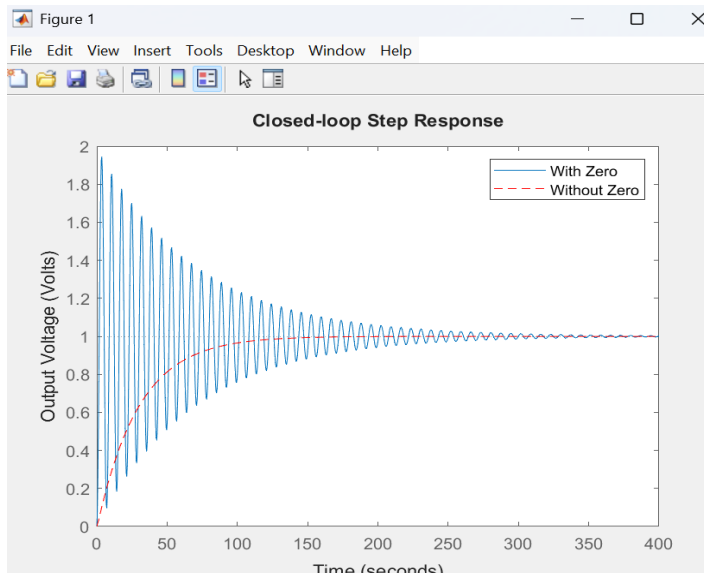 Figure 1
File Edit View Insert Tools Desktop Window Help
Closed-loop Step Response
With Zero
Without Zero
Output Voltage (Volts)
2
1.8
1.6
1.4
1.2
1
0.8
0.6
0.4
0.2
0
0 50 100 150 200 250 300 350 400
Time (seconds)